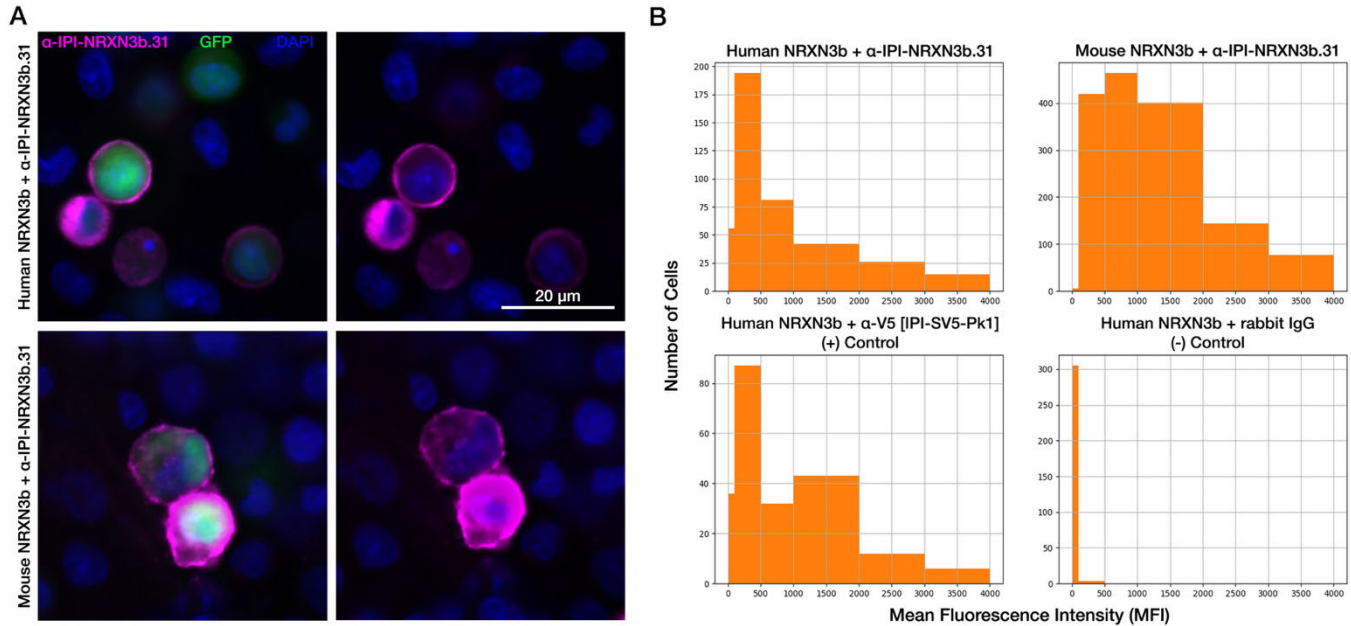 A
α-IPI-NRXN3b.31 GFP DAPI
Human NRXN3b + α-IPI-NRXN3b.31
20 µm
Mouse NRXN3b + α-IPI-NRXN3b.31
B
Human NRXN3b + α-IPI-NRXN3b.31
200
175
150
125
100
75
50
25
0
0 500 1000 1500 2000 2500 3000 3500 4000
Mouse NRXN3b + α-IPI-NRXN3b.31
400
300
200
100
0
0 500 1000 1500 2000 2500 3000 3500 4000
Human NRXN3b + α-V5 [IPI-SV5-Pk1]
(+) Control
80
60
40
20
0
0 500 1000 1500 2000 2500 3000 3500 4000
Human NRXN3b + rabbit IgG
(-) Control
300
250
200
150
100
50
0
0 500 1000 1500 2000 2500 3000 3500 4000
Number of Cells
Mean Fluorescence Intensity (MFI)